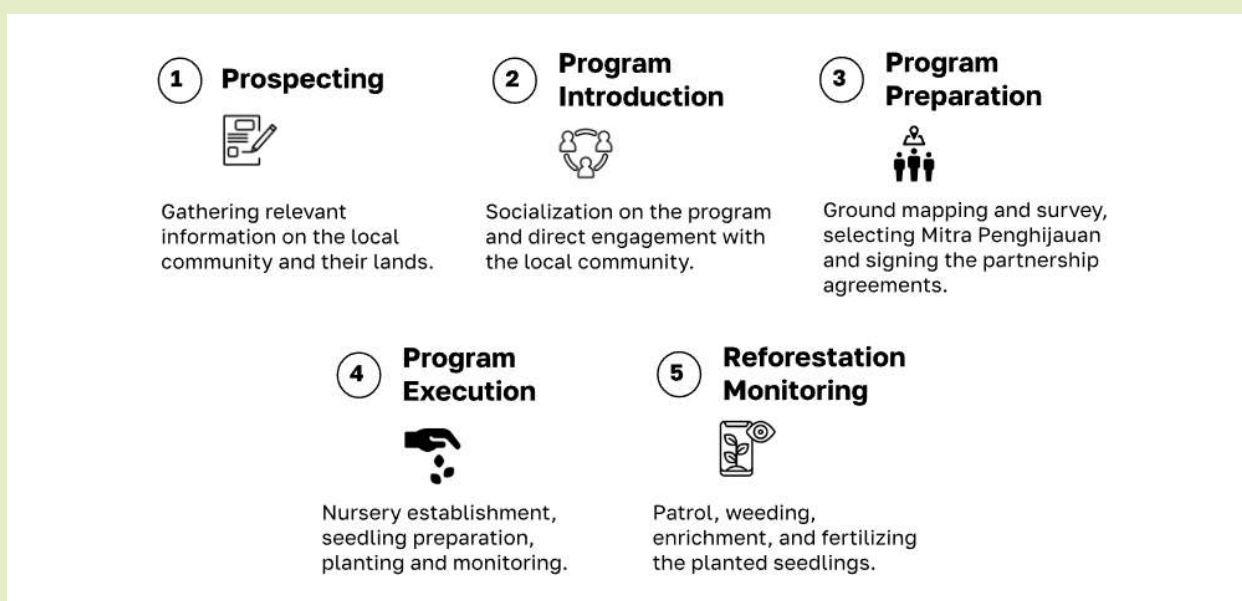 1 Prospecting
Gathering relevant
information on the local
community and their lands.
2 Program
Introduction
Socialization on the program
and direct engagement with
the local community.
3 Program
Preparation
Ground mapping and survey,
selecting Mitra Penghijauan
and signing the partnership
agreements.
4 Program
Execution
Nursery establishment,
seedling preparation,
planting and monitoring.
5 Reforestation
Monitoring
Patrol, weeding,
enrichment, and fertilizing
the planted seedlings.